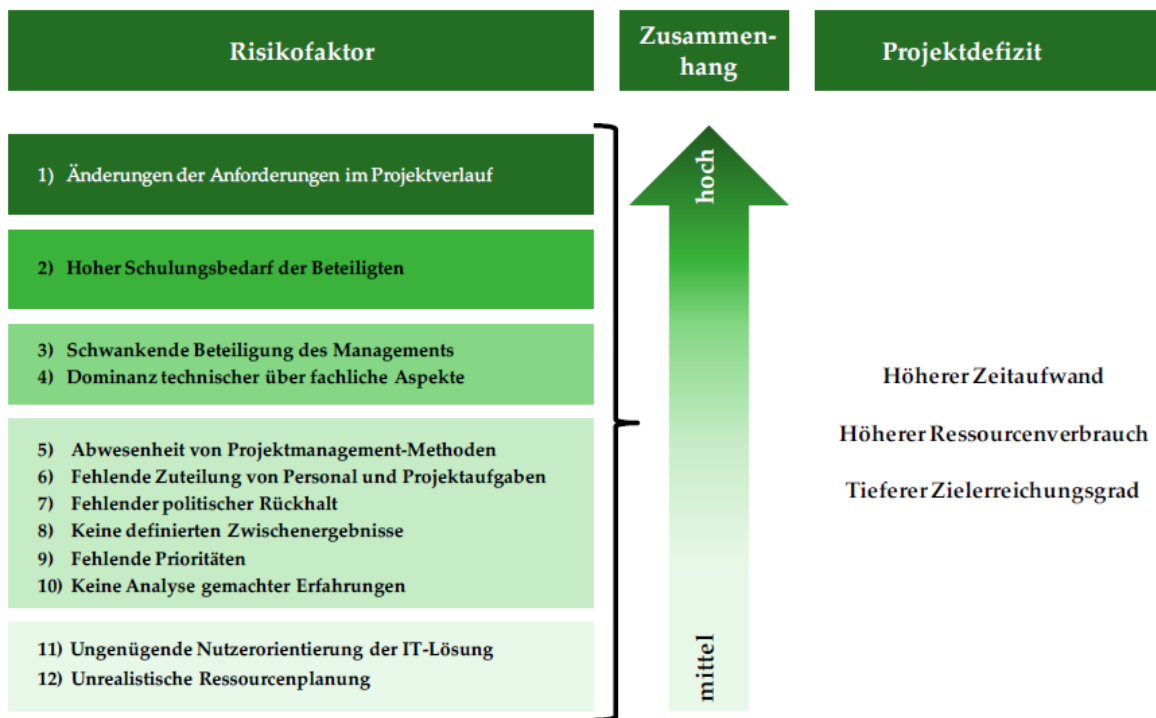 Risikofaktor
Zusammen-
hang
Projektdefizit
1) Änderungen der Anforderungen im Projektverlauf
2) Hoher Schulungsbedarf der Beteiligten
3) Schwankende Beteiligung des Managements
4) Dominanz technischer über fachliche Aspekte
5) Abwesenheit von Projektmanagement-Methoden
6) Fehlende Zuteilung von Personal und Projektaufgaben
7) Fehlender politischer Rückhalt
8) Keine definierten Zwischenergebnisse
9) Fehlende Prioritäten
10) Keine Analyse gemachter Erfahrungen
11) Ungenügende Nutzerorientierung der IT-Lösung
12) Unrealistische Ressourcenplanung
hoch
mittel
Höherer Zeitaufwand
Höherer Ressourcenverbrauch
Tieferer Zielerreichungsgrad